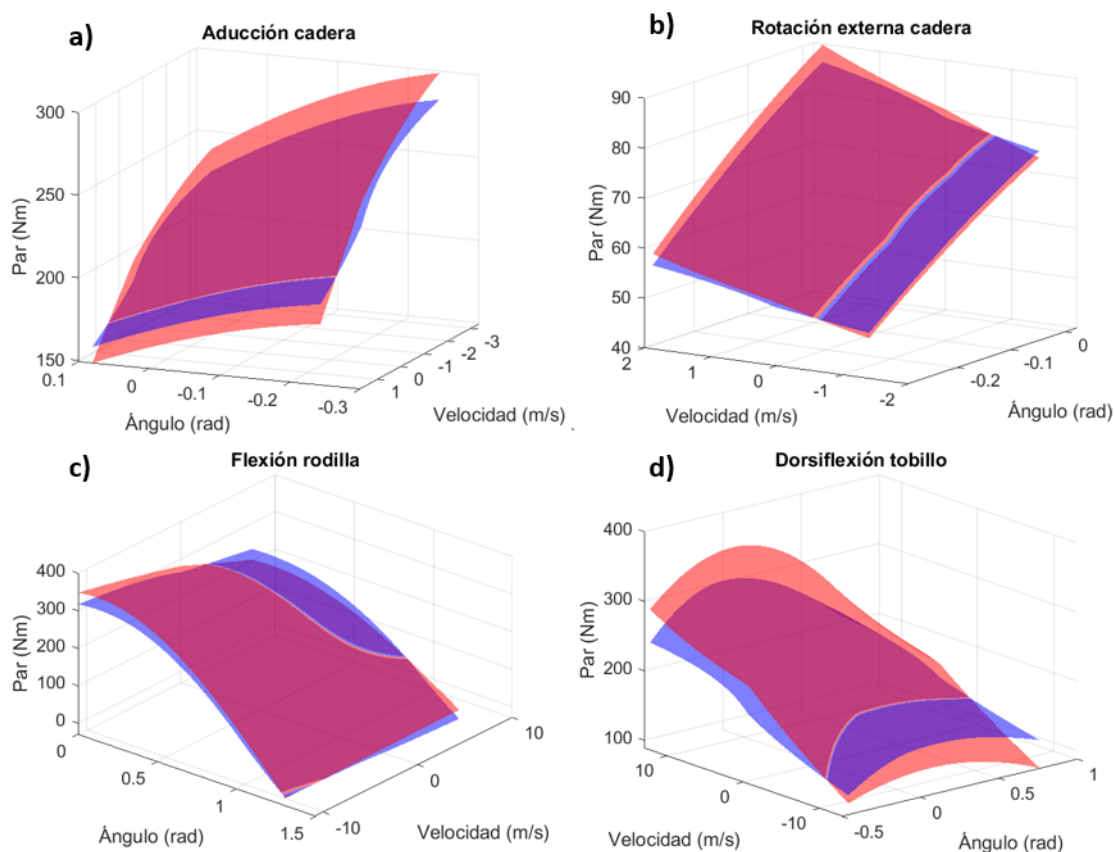 a)
Aducción cadera
300
250
200
150
Par (Nm)
0.1
0
-0.1
-0.2
-0.3
Ángulo (rad)
1
0
-1
-2
-3
Velocidad (m/s)
b)
Rotación externa cadera
90
80
70
60
50
40
Par (Nm)
2
1
0
-1
-2
Velocidad (m/s)
-0.2
-0.1
0
Ángulo (rad)
c)
Flexión rodilla
400
300
200
100
0
Par (Nm)
0
0.5
1
1.5
Ángulo (rad)
-10
0
10
Velocidad (m/s)
d)
Dorsiflexión tobillo
400
300
200
100
Par (Nm)
10
0
-10
Velocidad (m/s)
-0.5
0
0.5
1
Ángulo (rad)